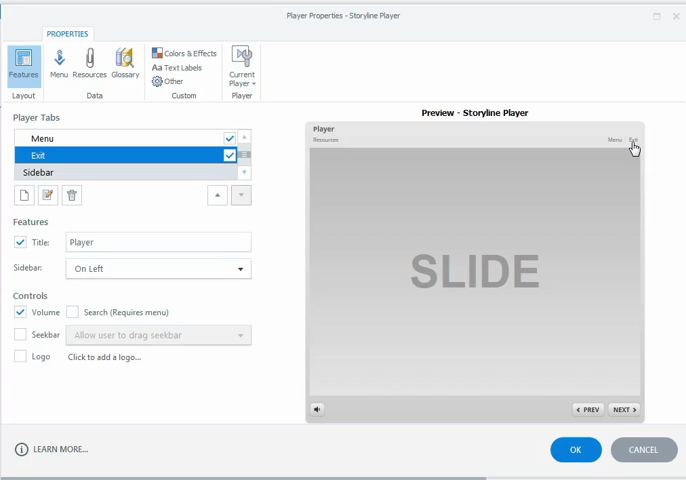 Player Properties - Storyline Player
PROPERTIES
Features
Menu
Resources
Glossary
Colors & Effects
Aa Text Labels
Other
Current
Player
Layout
Data
Custom
Player
Player Tabs
Menu
Exit
Sidebar
Features
Title:
Player
Sidebar:
On Left
Controls
Volume
Search (Requires menu)
Seekbar
Allow user to drag seekbar
Logo
Click to add a logo...
Preview - Storyline Player
Player
Resources
Menu
Exit
SLIDE
PREV
NEXT
LEARN MORE...
OK
CANCEL